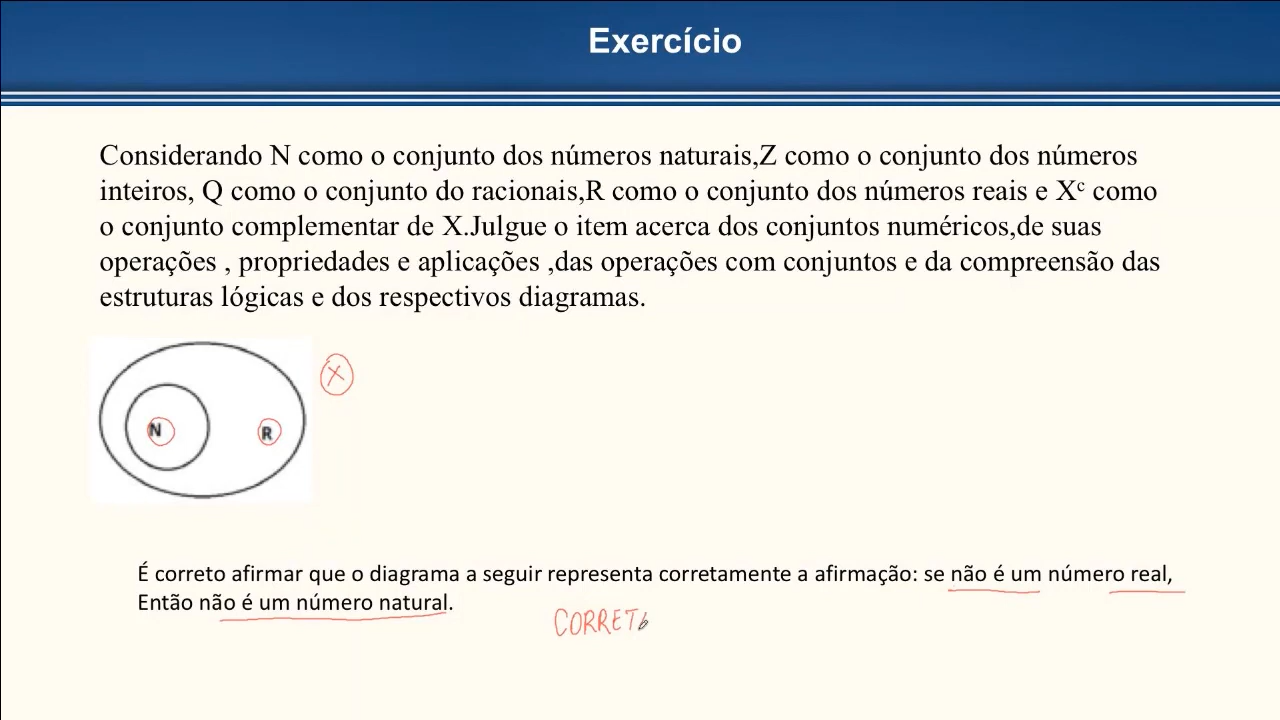 Exercício
Considerando N como o conjunto dos números naturais,Z como o conjunto dos números
inteiros, Q como o conjunto do racionais,R como o conjunto dos números reais e Xᶜ como
o conjunto complementar de X.Julgue o item acerca dos conjuntos numéricos,de suas
operações , propriedades e aplicações ,das operações com conjuntos e da compreensão das
estruturas lógicas e dos respectivos diagramas.
X
N
R
É correto afirmar que o diagrama a seguir representa corretamente a afirmação: se não é um número real,
Então não é um número natural.
CORRETO